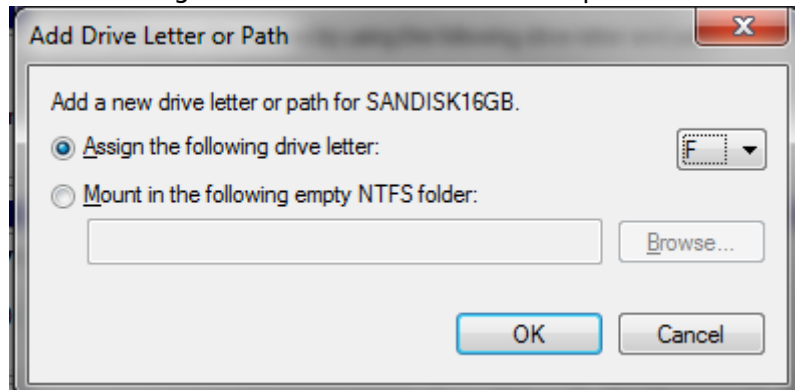 Add Drive Letter or Path
Add a new drive letter or path for SANDISK16GB.
Assign the following drive letter:
F
Mount in the following empty NTFS folder:
Browse...
OK
Cancel